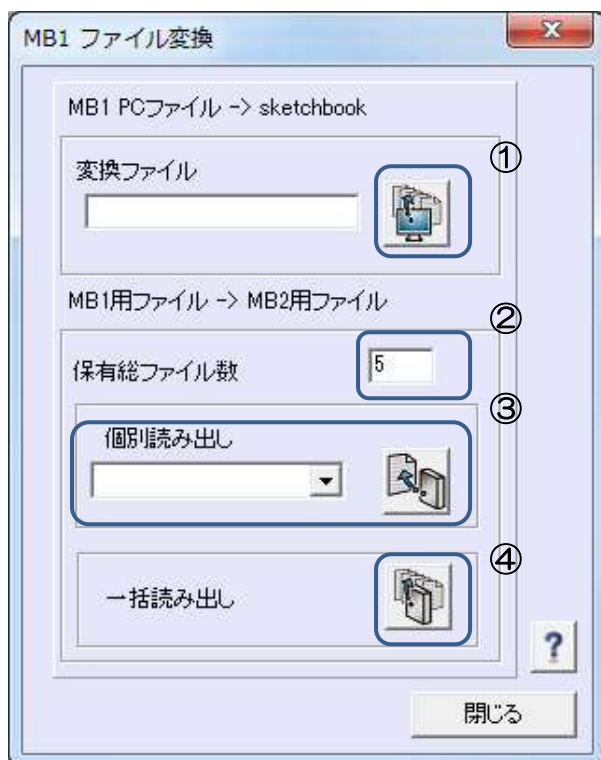 MB1 ファイル変換
MB1 PCファイル -> sketchbook
①
変換ファイル
MB1用ファイル -> MB2用ファイル
②
保有総ファイル数 5
③
個別読み出し
④
一括読み出し
?
閉じる